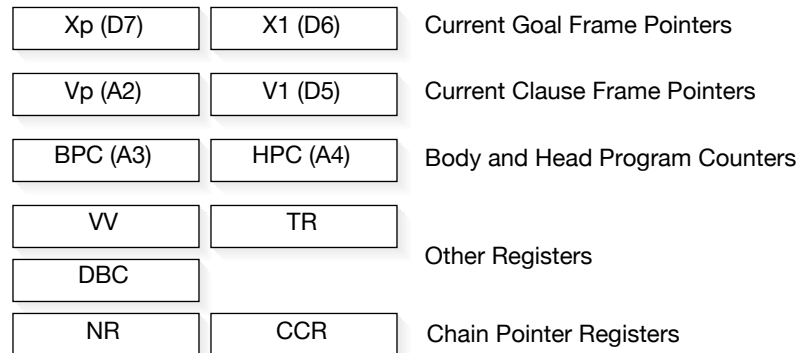 Xp (D7) X1 (D6) Current Goal Frame Pointers
Vp (A2) V1 (D5) Current Clause Frame Pointers
BPC (A3) HPC (A4) Body and Head Program Counters
VV TR
Other Registers
DBC
NR CCR Chain Pointer Registers